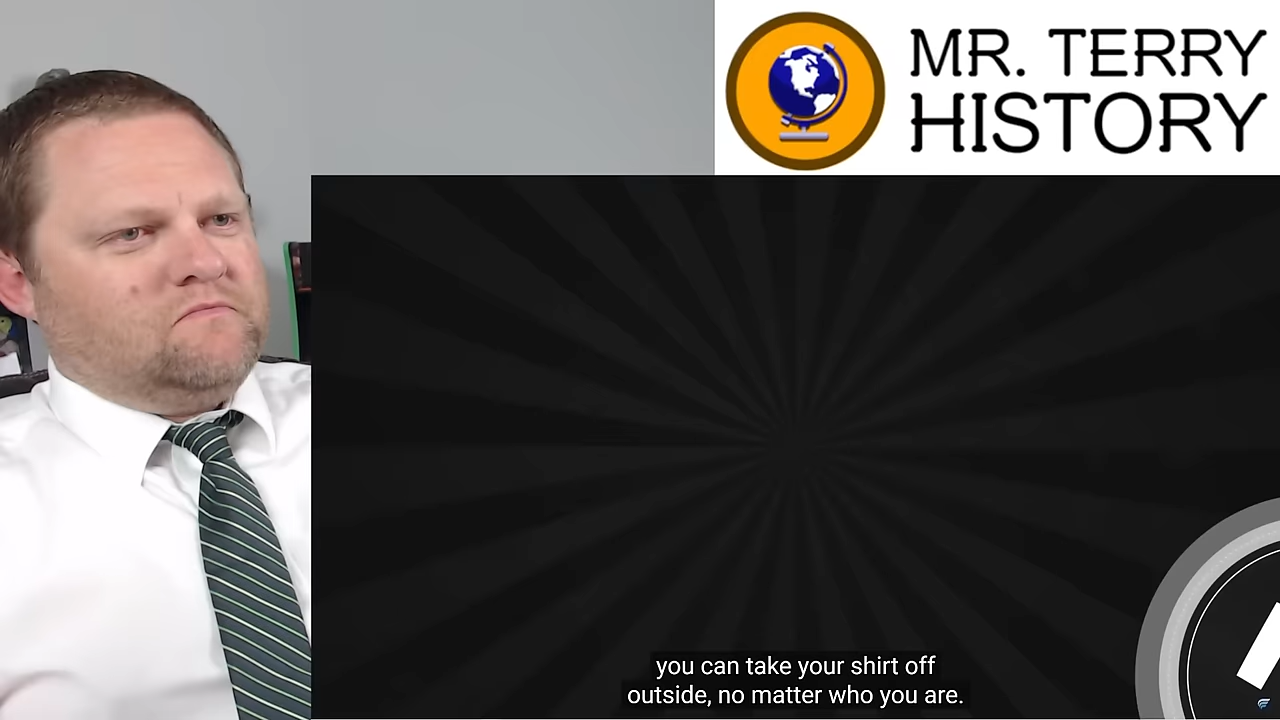 MR. TERRY
HISTORY
you can take your shirt off
outside, no matter who you are.